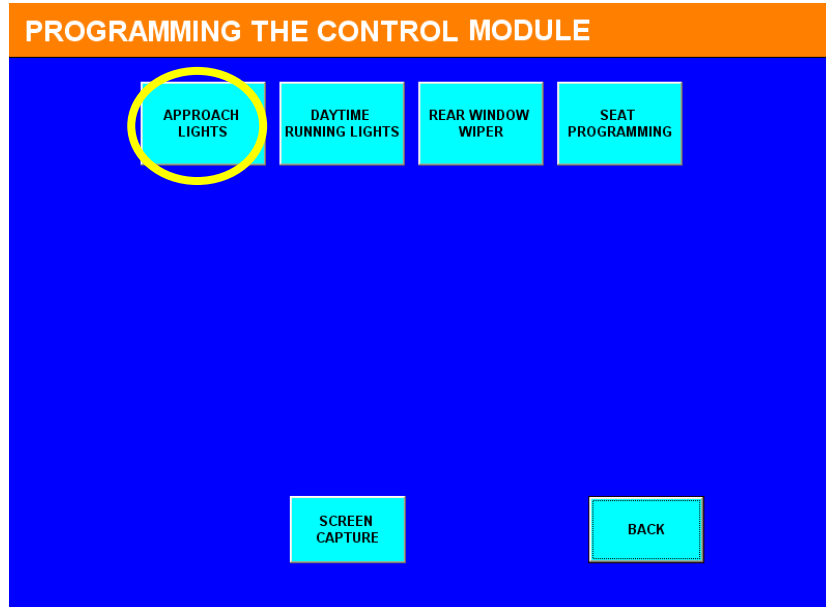 PROGRAMMING THE CONTROL MODULE
APPROACH
LIGHTS
DAYTIME
RUNNING LIGHTS
REAR WINDOW
WIPER
SEAT
PROGRAMMING
SCREEN
CAPTURE
BACK